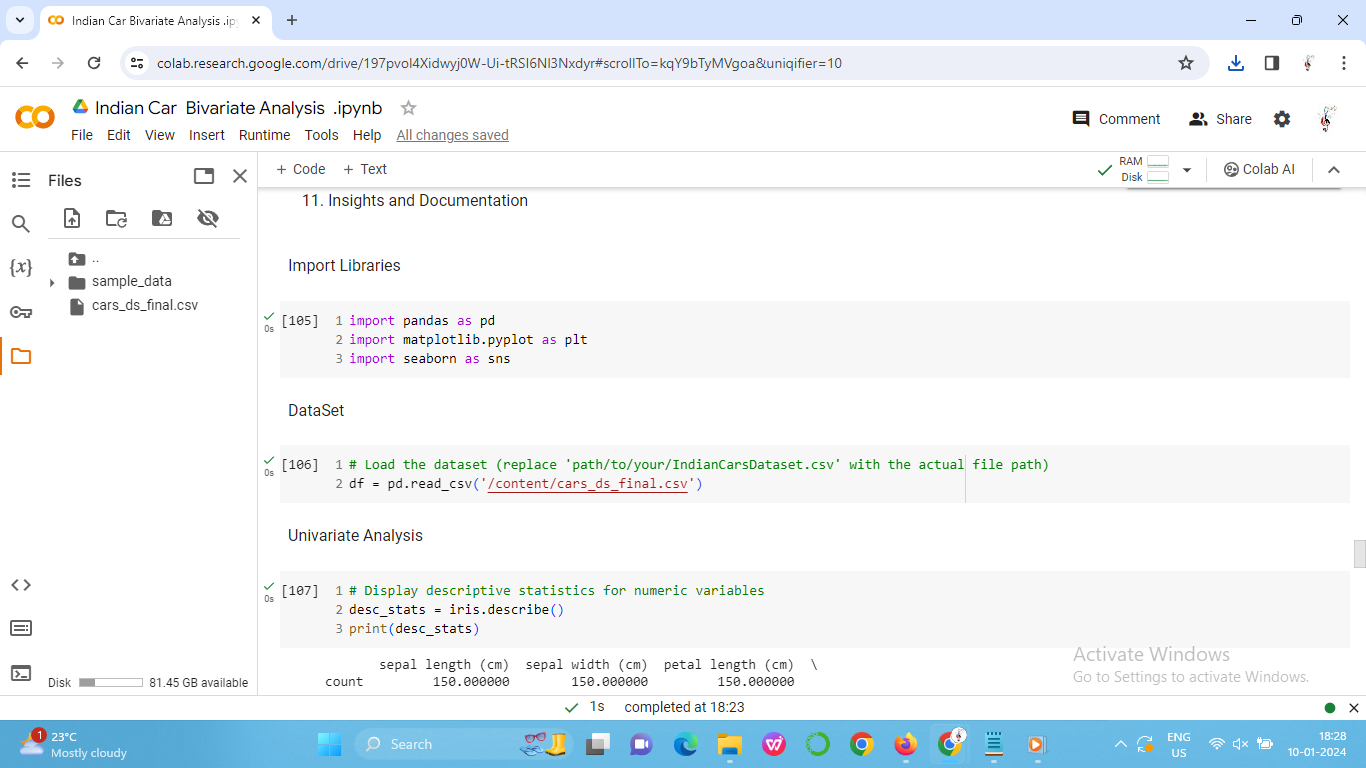 Indian Car Bivariate Analysis .ip
colab.research.google.com/drive/197pvol4Xidwyj0W-Ui-tRSI6NI3Nxdyr#scrollTo=kqY9bTyMVgoa&uniqifier=10
Indian Car  Bivariate Analysis  .ipynb
Comment
Share
File Edit View Insert Runtime Tools Help All changes saved
Files
+ Code + Text
RAM
Disk
Colab AI
11. Insights and Documentation
{x}
..
sample_data
cars_ds_final.csv
Import Libraries
0s
[105]
1 import pandas as pd
2 import matplotlib.pyplot as plt
3 import seaborn as sns
DataSet
0s
[106]
1 # Load the dataset (replace 'path/to/your/IndianCarsDataset.csv' with the actual file path)
2 df = pd.read_csv('/content/cars_ds_final.csv')
Univariate Analysis
0s
[107]
1 # Display descriptive statistics for numeric variables
2 desc_stats = iris.describe()
3 print(desc_stats)
sepal length (cm)  sepal width (cm)  petal length (cm)  \
count 150.000000 150.000000 150.000000
Activate Windows
Go to Settings to activate Windows.
Disk 81.45 GB available
1s completed at 18:23
1
23°C
Mostly cloudy
Search
ENG
US
18:28
10-01-2024